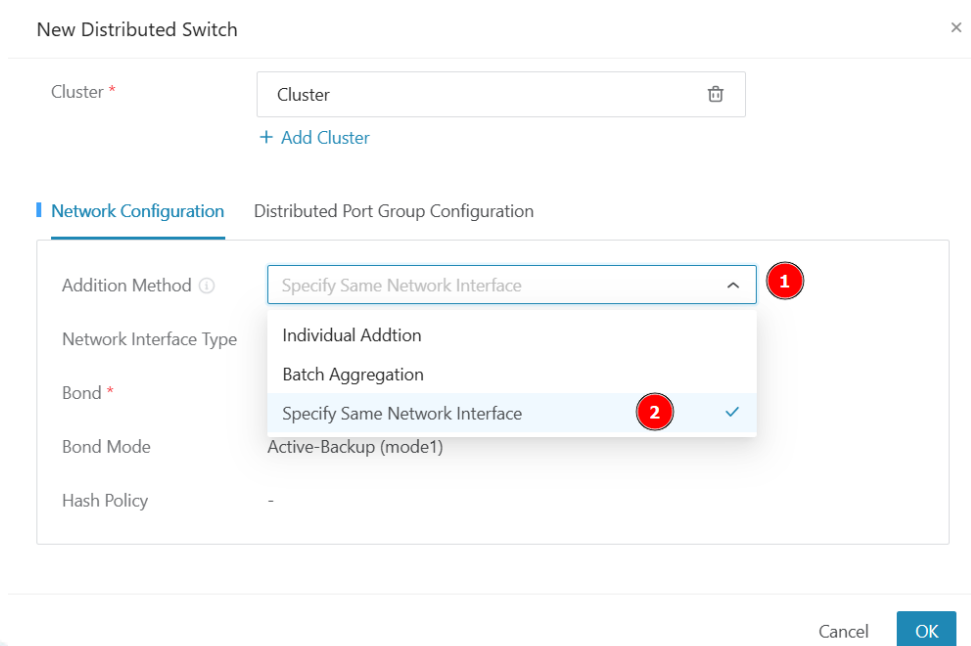 New Distributed Switch
Cluster *
Cluster
+ Add Cluster
Network Configuration
Distributed Port Group Configuration
Addition Method
Specify Same Network Interface
1
Individual Addtion
Network Interface Type
Batch Aggregation
Bond *
Specify Same Network Interface
2
Bond Mode
Active-Backup (mode1)
Hash Policy
-
Cancel
OK